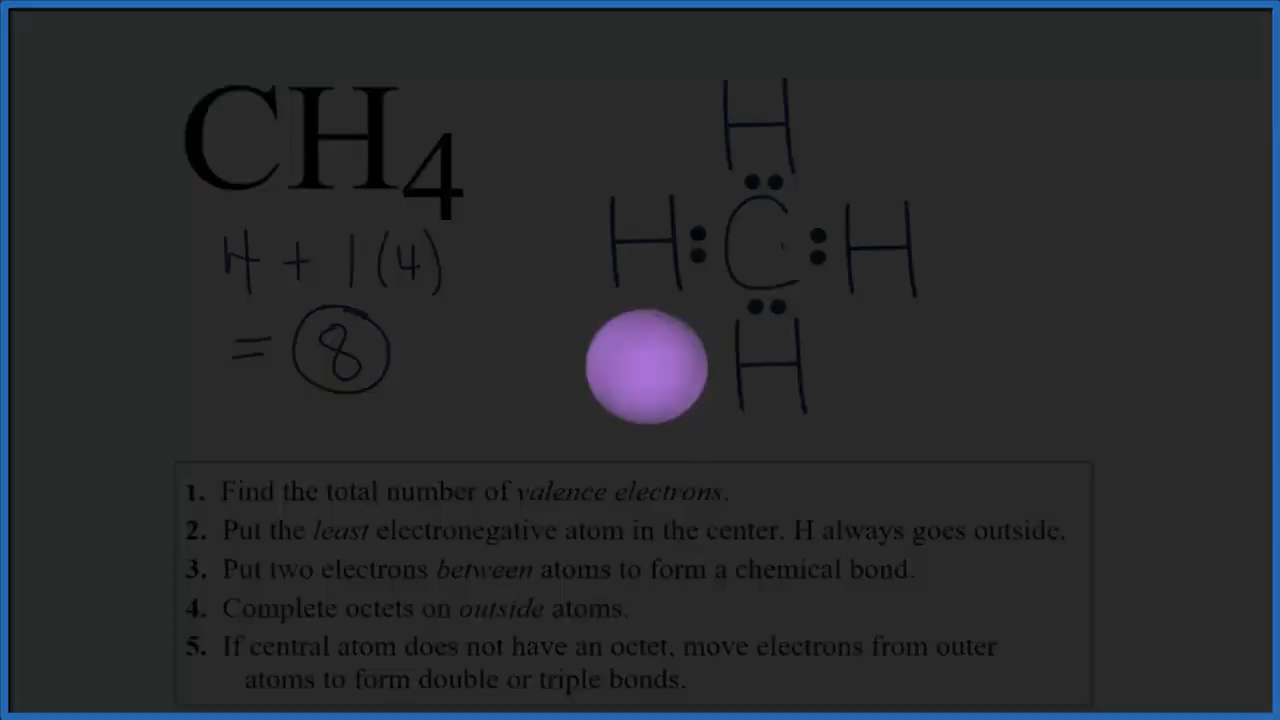 CH4
4 + 1(4)
= 8
H
H : C : H
H
1. Find the total number of valence electrons.
2. Put the least electronegative atom in the center. H always goes outside.
3. Put two electrons between atoms to form a chemical bond.
4. Complete octets on outside atoms.
5. If central atom does not have an octet, move electrons from outer
atoms to form double or triple bonds.